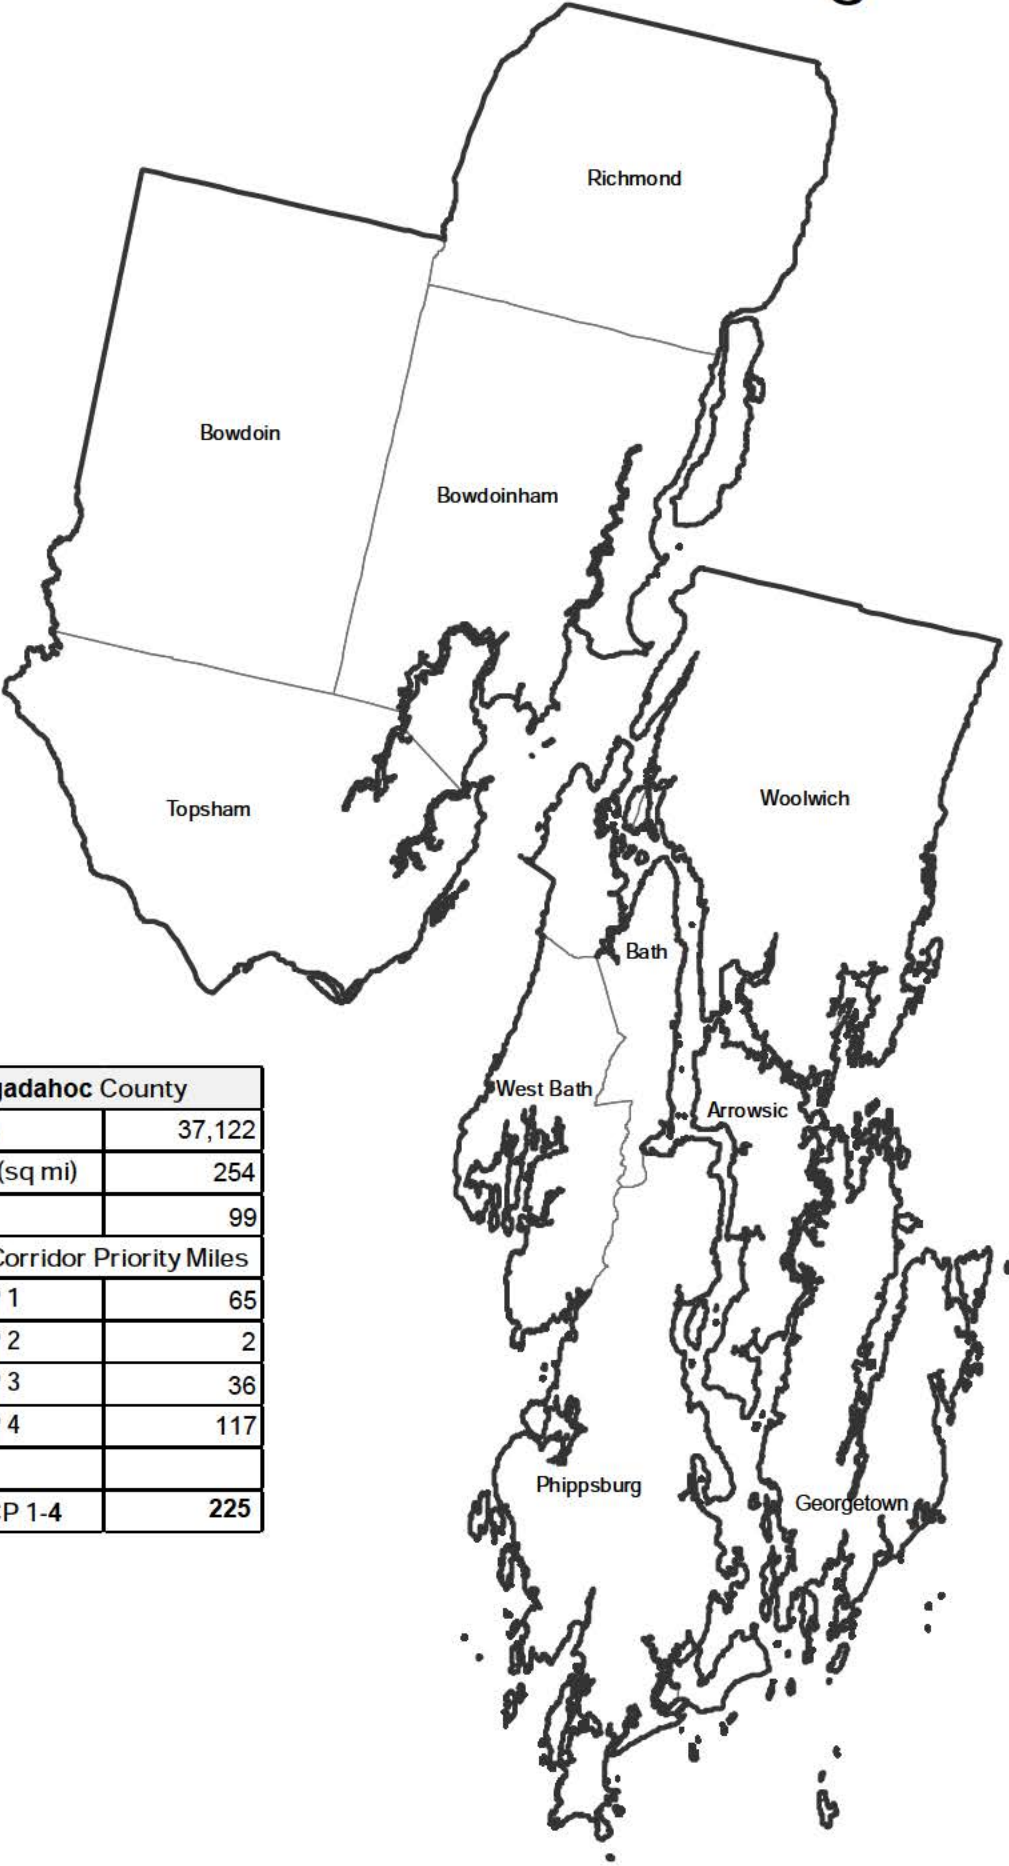 Richmond
Bowdoin
Bowdoinham
Woolwich
Topsham
Bath
West Bath
Arrowsic
gadahoc County
37,122
(sq mi) 254
99
Corridor Priority Miles
1 65
2 2
3 36
4 117
P 1-4 225
Phippsburg
Georgetown